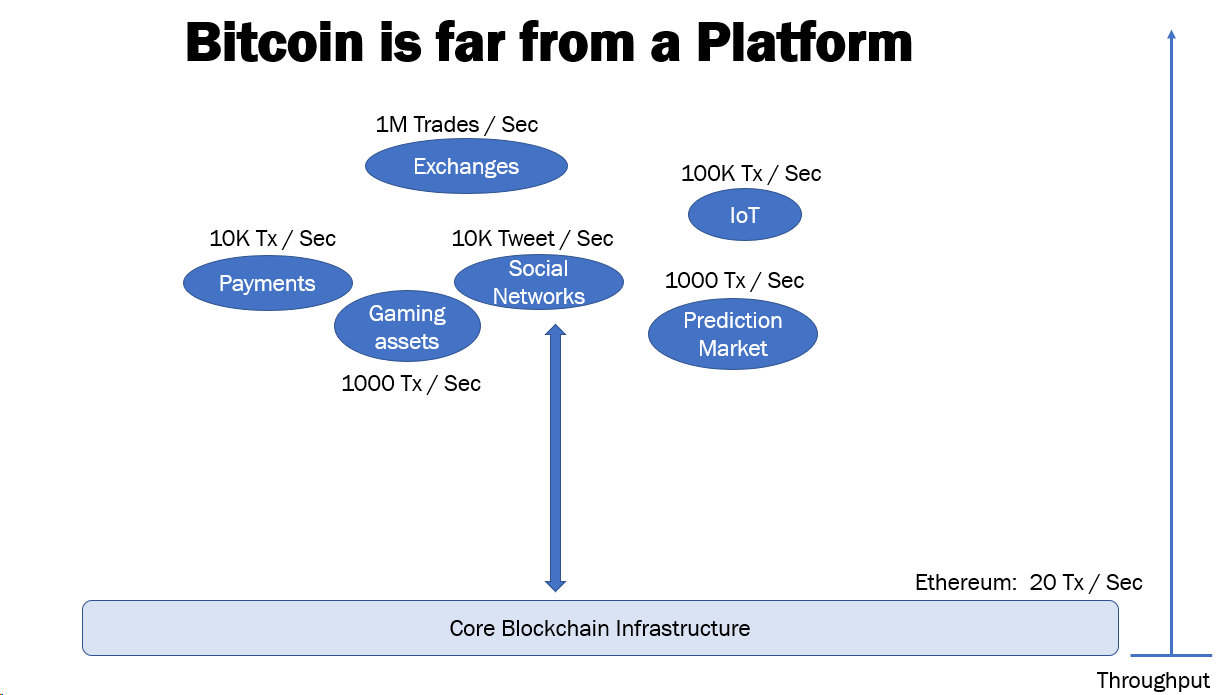 Bitcoin is far from a Platform
1M Trades / Sec
Exchanges
100K Tx / Sec
IoT
10K Tx / Sec
Payments
10K Tweet / Sec
Social
Networks
Gaming
assets
1000 Tx / Sec
1000 Tx / Sec
Prediction
Market
Ethereum:  20 Tx / Sec
Core Blockchain Infrastructure
Throughput